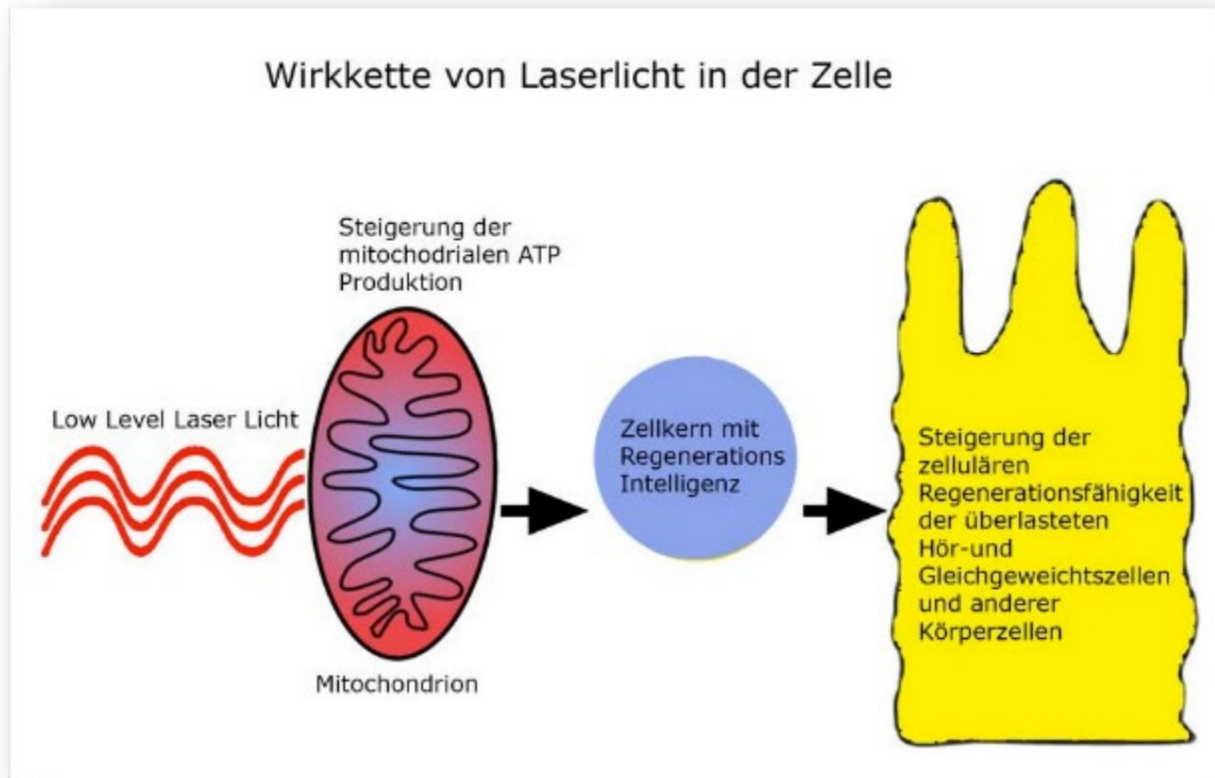 Wirkkette von Laserlicht in der Zelle
Steigerung der
mitochodrialen ATP
Produktion
Low Level Laser Licht
Mitochondrion
Zellkern mit
Regenerations
Intelligenz
Steigerung der
zellulären
Regenerationsfähigkeit
der überlasteten
Hör-und
Gleichgeweichtszellen
und anderer
Körperzellen